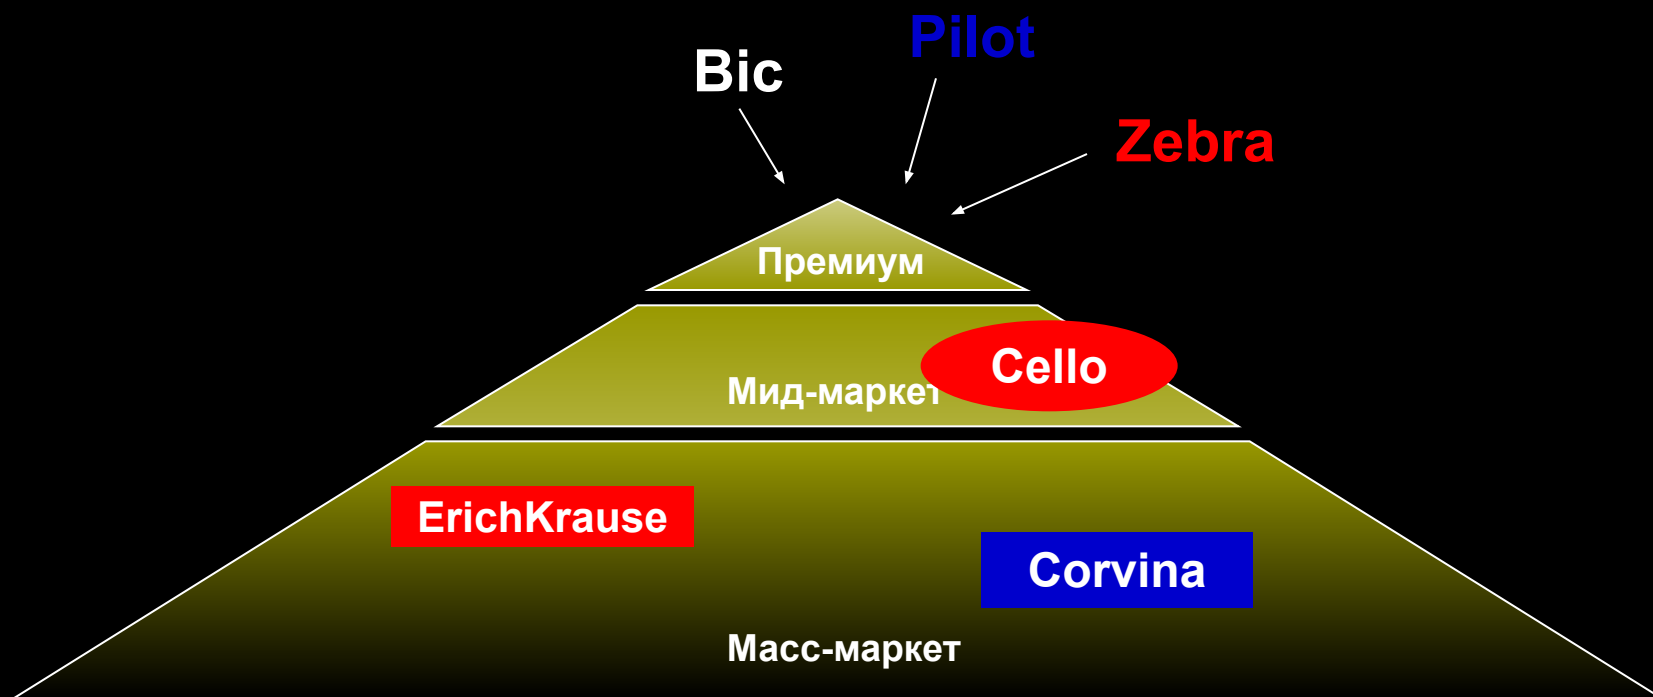 Pilot
Bic
Zebra
Премиум
Cello
Мид-маркет
ErichKrause
Corvina
Масс-маркет